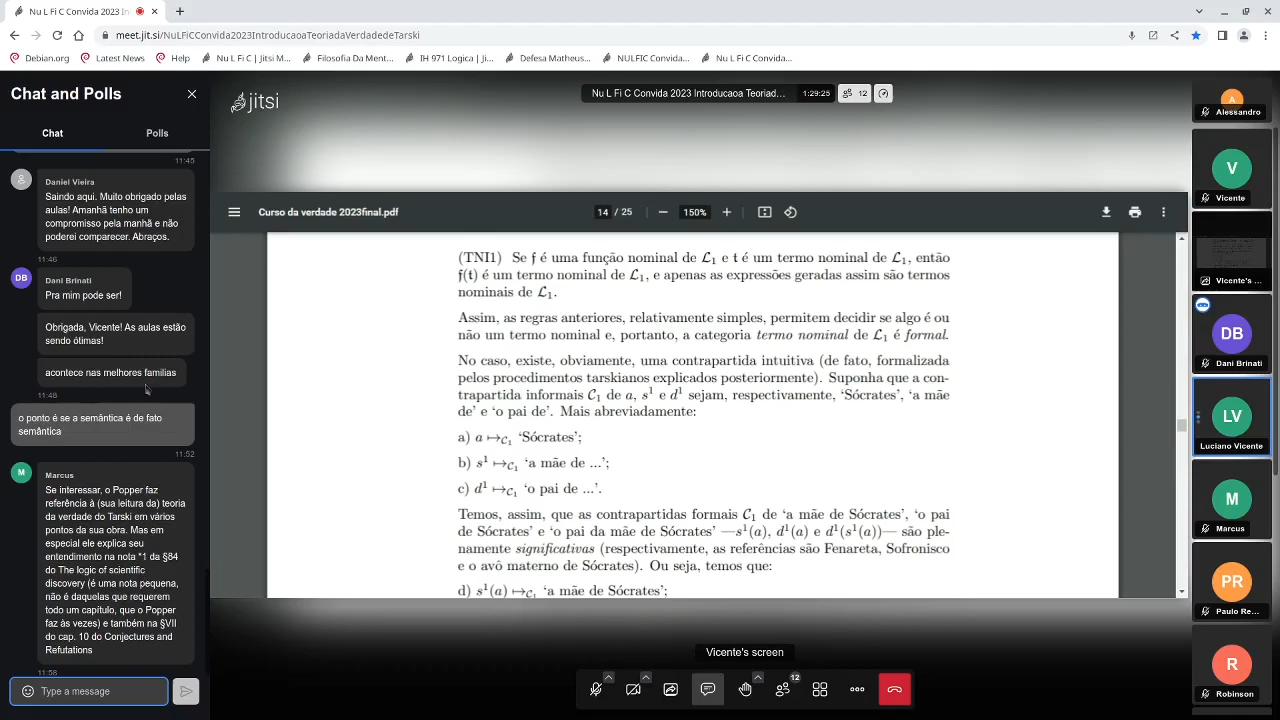 Nu L Fi C Convida 2023 In
meet.jit.si/NuLFiCConvida2023IntroducaoaTeoriadaVerdadedeTarski
Debian.org
Latest News
Help
Nu L Fi C | Jitsi M...
Filosofia Da Ment...
IH 971 Logica | Ji...
Defesa Matheus...
NULFIC Convida...
Nu L Fi C Convida...
Chat and Polls
Chat
Polls
11:45
Daniel Vieira
Saindo aqui. Muito obrigado pelas
aulas! Amanhã tenho um
compromisso pela manhã e não
poderei comparecer. Abraços.
11:46
DB
Dani Brinati
Pra mim pode ser!
Obrigada, Vicente! As aulas estão
sendo ótimas!
acontece nas melhores familias
11:48
o ponto é se a semântica é de fato
semântica
11:52
M
Marcus
Se interessar, o Popper faz
referência à (sua leitura da) teoria
da verdade do Tarski em vários
pontos da sua obra. Mas em
especial ele explica seu
entendimento na nota *1 da §84
do The logic of scientific
discovery (é uma nota pequena,
não é daquelas que requerem
todo um capítulo, que o Popper
faz às vezes) e também na §VII
do cap. 10 do Conjectures and
Refutations
11:58
Type a message
jitsi
Nu L Fi C Convida 2023 Introducaoa Teoriad...
1:29:25
12
Curso da verdade 2023final.pdf
14 / 25
150%
(TNI1) Se 𝔣 é uma função nominal de ℒ₁ e 𝔱 é um termo nominal de ℒ₁, então
𝔣(𝔱) é um termo nominal de ℒ₁, e apenas as expressões geradas assim são termos
nominais de ℒ₁.
Assim, as regras anteriores, relativamente simples, permitem decidir se algo é ou
não um termo nominal e, portanto, a categoria termo nominal de ℒ₁ é formal.
No caso, existe, obviamente, uma contrapartida intuitiva (de fato, formalizada
pelos procedimentos tarskianos explicados posteriormente). Suponha que a con-
trapartida informais 𝒞₁ de a, s¹ e d¹ sejam, respectivamente, ‘Sócrates’, ‘a mãe
de’ e ‘o pai de’. Mais abreviadamente:
a) a ↦𝒞₁ ‘Sócrates’;
b) s¹ ↦𝒞₁ ‘a mãe de ...’;
c) d¹ ↦𝒞₁ ‘o pai de ...’.
Temos, assim, que as contrapartidas formais 𝒞₁ de ‘a mãe de Sócrates’, ‘o pai
de Sócrates’ e ‘o pai da mãe de Sócrates’ —s¹(a), d¹(a) e d¹(s¹(a))— são ple-
namente significativas (respectivamente, as referências são Fenareta, Sofronisco
e o avô materno de Sócrates). Ou seja, temos que:
d) s¹(a) ↦𝒞₁ ‘a mãe de Sócrates’;
Vicente's screen
12
A
Alessandro
V
Vicente
Vicente's ...
DB
Dani Brinati
LV
Luciano Vicente
M
Marcus
PR
Paulo Re...
R
Robinson